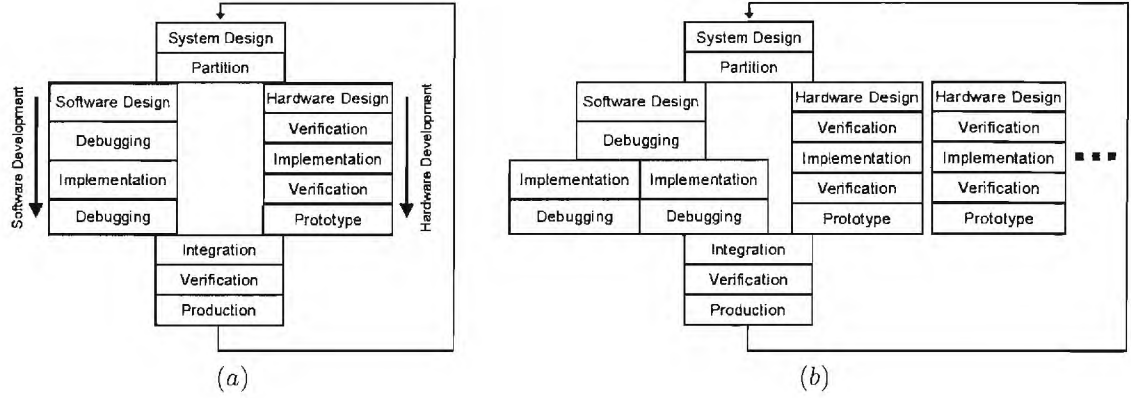 System Design
Partition
Software Development
Software Design
Debugging
Implementation
Debugging
Hardware Design
Verification
Implementation
Verification
Prototype
Hardware Development
Integration
Verification
Production
(a)
System Design
Partition
Software Design
Debugging
Implementation Implementation
Debugging Debugging
Hardware Design
Verification
Implementation
Verification
Prototype
Hardware Design
Verification
Implementation
Verification
Prototype
Integration
Verification
Production
(b)